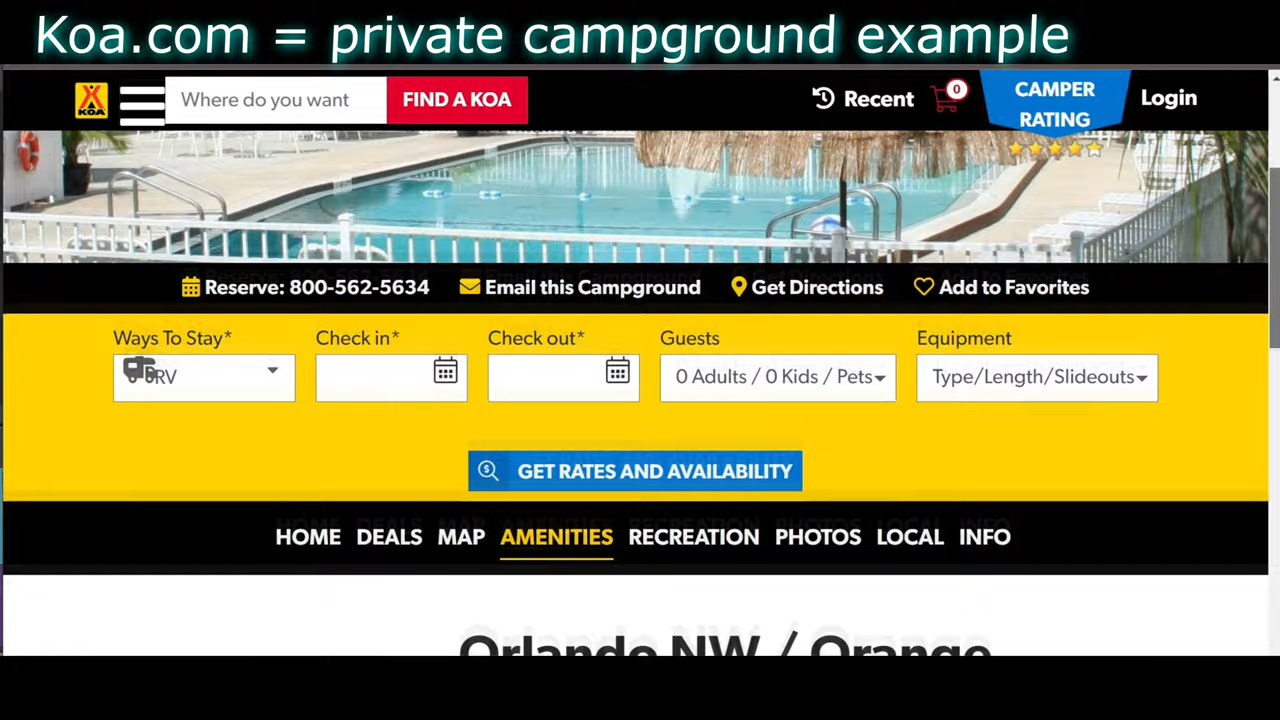 Koa.com = private campground example
KOA
Where do you want
FIND A KOA
Recent
0
CAMPER
RATING
Login
Reserve: 800-562-5634
Email this Campground
Get Directions
Add to Favorites
Ways To Stay*
Check in*
Check out*
Guests
Equipment
RV
0 Adults / 0 Kids / Pets
Type/Length/Slideouts
GET RATES AND AVAILABILITY
HOME DEALS MAP AMENITIES RECREATION PHOTOS LOCAL INFO
Orlando NW / Orange